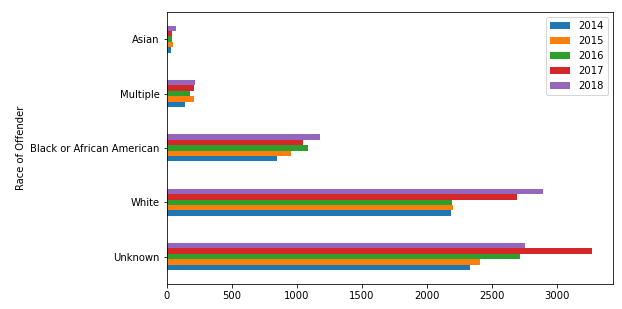 Race of Offender
Asian
Multiple
Black or African American
White
Unknown
0 500 1000 1500 2000 2500 3000
2014
2015
2016
2017
2018